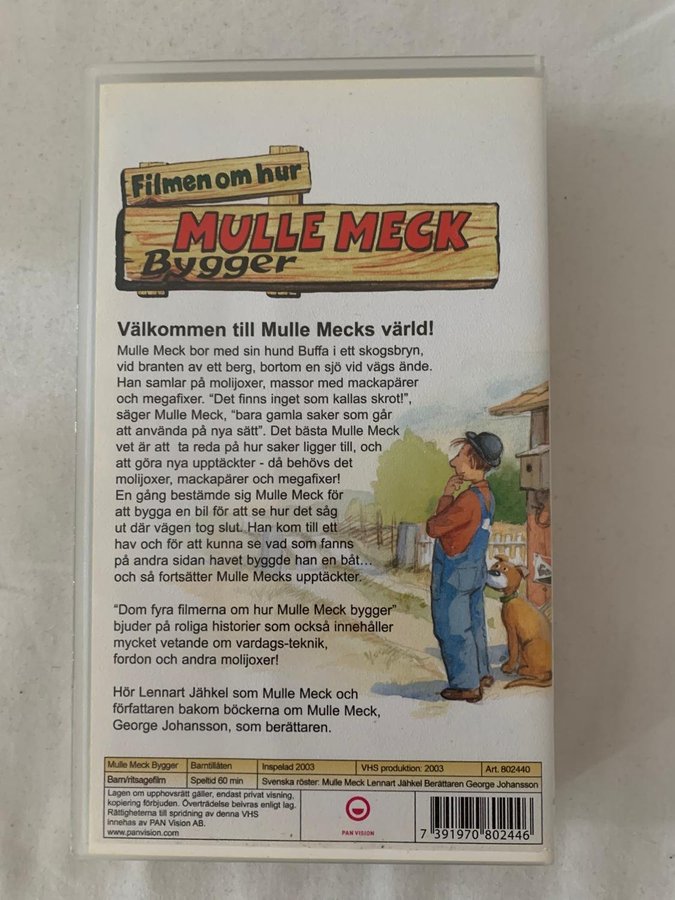 Filmen om hur
MULLE MECK
Bygger
Välkommen till Mulle Mecks värld!
Mulle Meck bor med sin hund Buffa i ett skogsbryn,
vid branten av ett berg, bortom en sjö vid vägs ände.
Han samlar på molijoxer, massor med mackapärer
och megafixer. “Det finns inget som kallas skrot!”,
säger Mulle Meck, “bara gamla saker som går
att använda på nya sätt”. Det bästa Mulle Meck
vet är att ta reda på hur saker ligger till, och
att göra nya upptäckter - då behövs det
molijoxer, mackapärer och megafixer!
En gång bestämde sig Mulle Meck för
att bygga en bil för att se hur det såg
ut där vägen tog slut. Han kom till ett
hav och för att kunna se vad som fanns
på andra sidan havet byggde han en båt...
och så fortsätter Mulle Mecks upptäckter.
“Dom fyra filmerna om hur Mulle Meck bygger”
bjuder på roliga historier som också innehåller
mycket vetande om vardags-teknik,
fordon och andra molijoxer!
Hör Lennart Jähkel som Mulle Meck och
författaren bakom böckerna om Mulle Meck,
George Johansson, som berättaren.
Mulle Meck Bygger Barntillåten Inspelad 2003 VHS produktion: 2003 Art. 802440
Barn/ritsagefilm Speltid 60 min Svenska röster: Mulle Meck Lennart Jähkel Berättaren George Johansson
Lagen om upphovsrätt gäller, endast privat visning,
kopiering förbjuden. Överträdelse beivras enligt lag.
Rättigheterna till spridning av denna VHS
innehas av PAN Vision AB.
www.panvision.com
PAN VISION
7 391970 802446